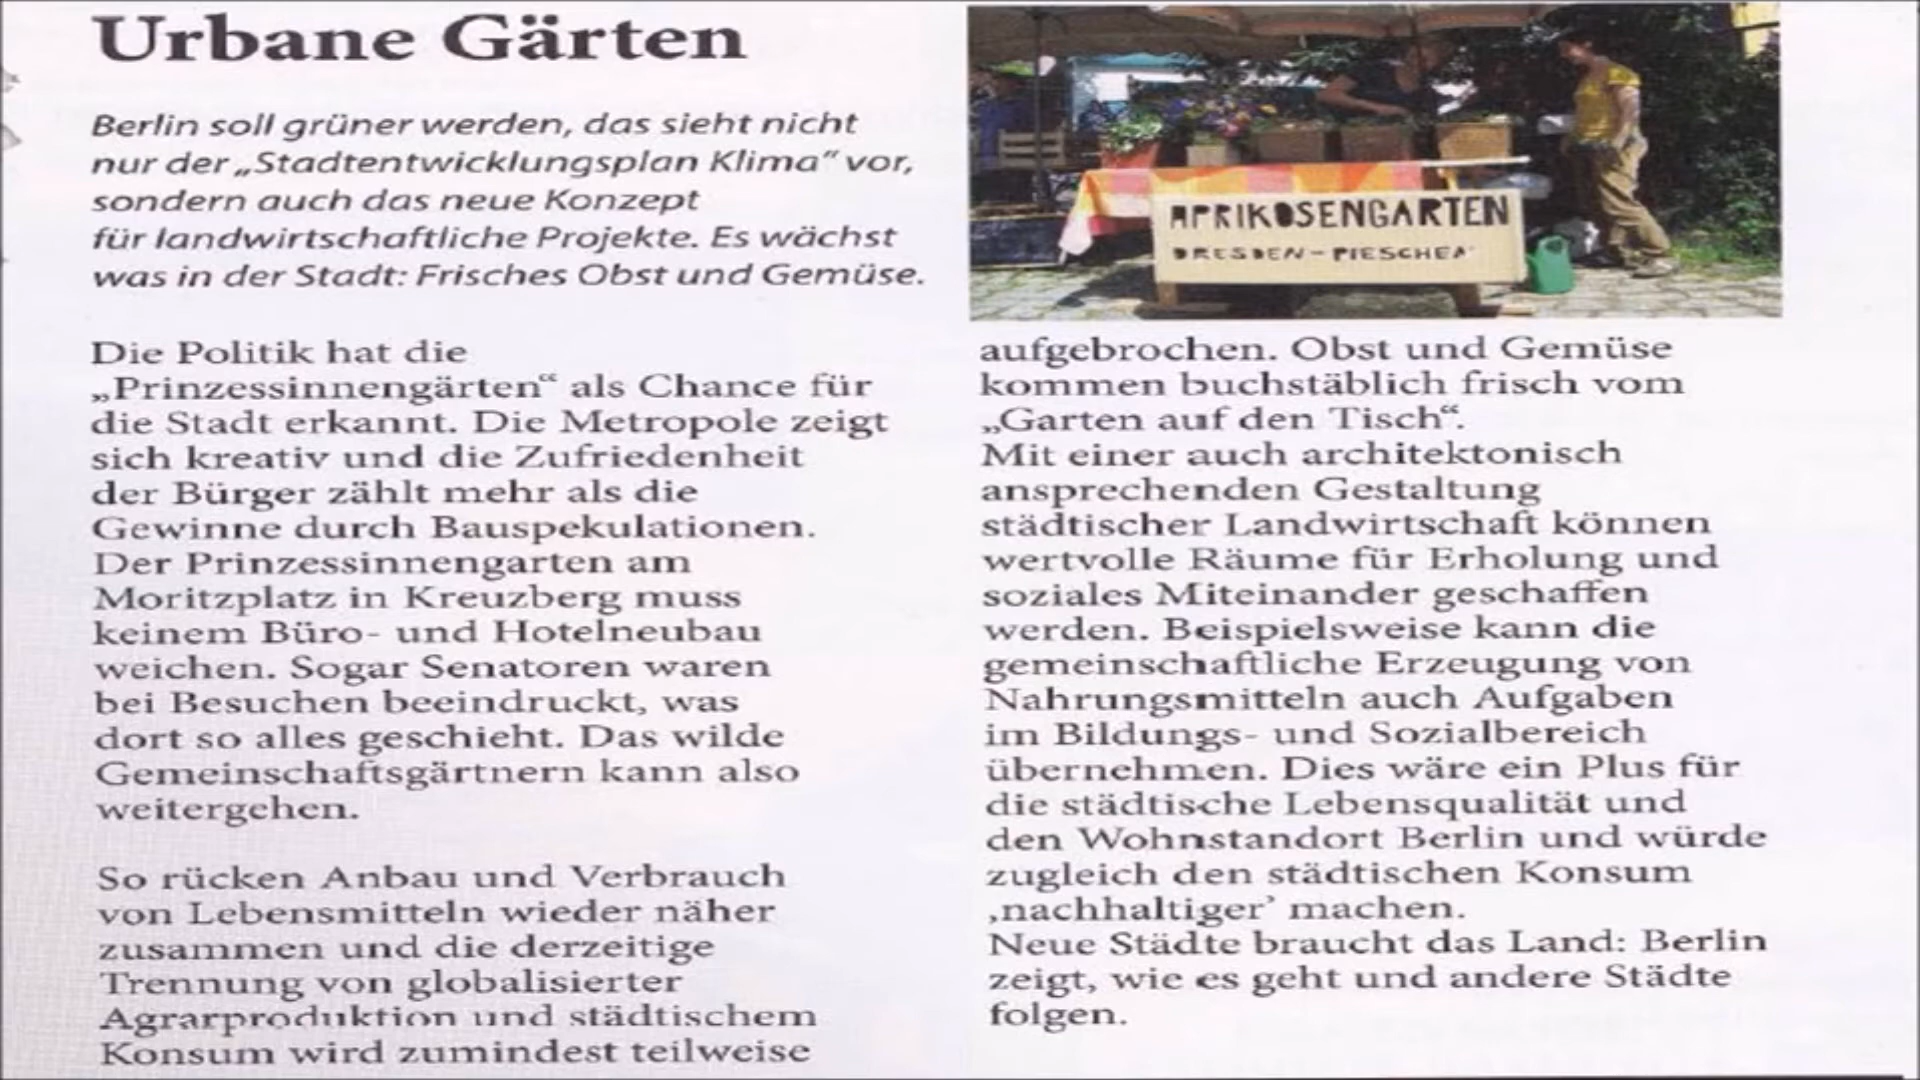 Urbane Gärten
Berlin soll grüner werden, das sieht nicht
nur der „Stadtentwicklungsplan Klima“ vor,
sondern auch das neue Konzept
für landwirtschaftliche Projekte. Es wächst
was in der Stadt: Frisches Obst und Gemüse.
Die Politik hat die
„Prinzessinnengärten“ als Chance für
die Stadt erkannt. Die Metropole zeigt
sich kreativ und die Zufriedenheit
der Bürger zählt mehr als die
Gewinne durch Bauspekulationen.
Der Prinzessinnengarten am
Moritzplatz in Kreuzberg muss
keinem Büro- und Hotelneubau
weichen. Sogar Senatoren waren
bei Besuchen beeindruckt, was
dort so alles geschieht. Das wilde
Gemeinschaftsgärtnern kann also
weitergehen.
So rücken Anbau und Verbrauch
von Lebensmitteln wieder näher
zusammen und die derzeitige
Trennung von globalisierter
Agrarproduktion und städtischem
Konsum wird zumindest teilweise
APRIKOSENGARTEN
DRESDEN-PIESCHEN
aufgebrochen. Obst und Gemüse
kommen buchstäblich frisch vom
„Garten auf den Tisch“.
Mit einer auch architektonisch
ansprechenden Gestaltung
städtischer Landwirtschaft können
wertvolle Räume für Erholung und
soziales Miteinander geschaffen
werden. Beispielsweise kann die
gemeinschaftliche Erzeugung von
Nahrungsmitteln auch Aufgaben
im Bildungs- und Sozialbereich
übernehmen. Dies wäre ein Plus für
die städtische Lebensqualität und
den Wohnstandort Berlin und würde
zugleich den städtischen Konsum
‚nachhaltiger’ machen.
Neue Städte braucht das Land: Berlin
zeigt, wie es geht und andere Städte
folgen.